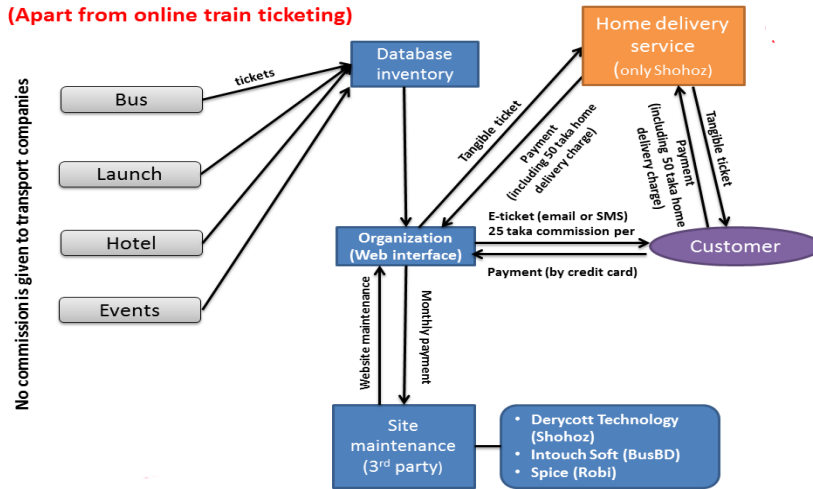 (Apart from online train ticketing)
No commission is given to transport companies
Bus
Launch
Hotel
Events
tickets
Database
inventory
Home delivery
service
(only Shohoz)
Tangible ticket
Payment
(including 50 taka home
delivery charge)
Payment
(including 50 taka home
delivery charge)
Tangible ticket
Organization
(Web interface)
E-ticket (email or SMS)
25 taka commission per
Payment (by credit card)
Customer
Website maintenance
Monthly payment
Site
maintenance
(3rd party)
• Derycott Technology
(Shohoz)
• Intouch Soft (BusBD)
• Spice (Robi)